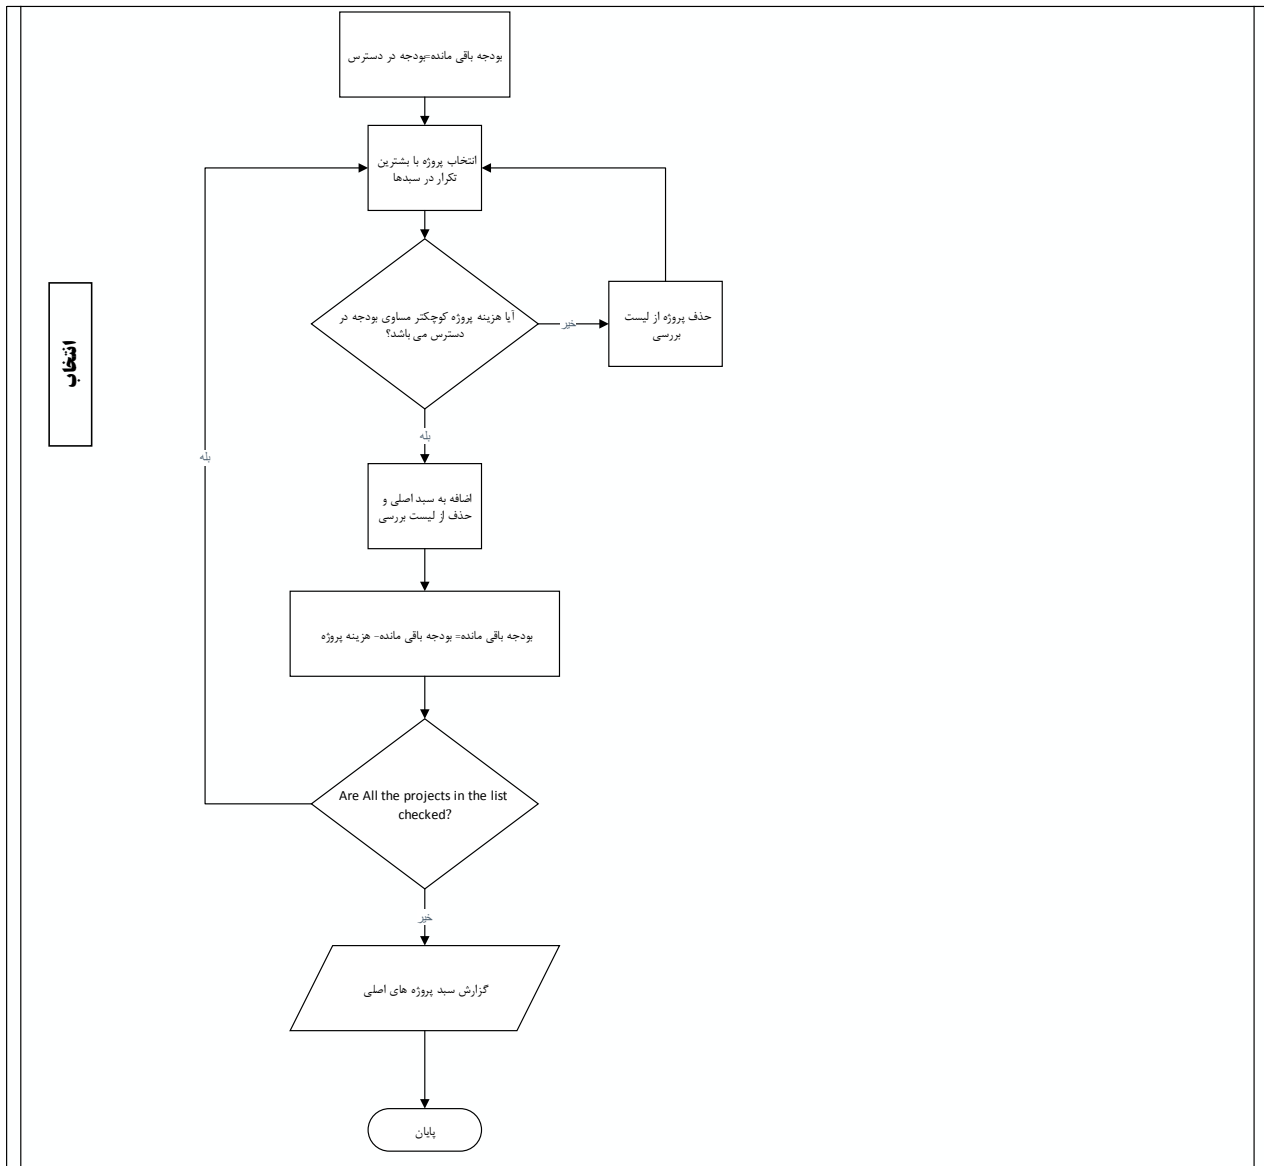 بودجه باقی مانده=بودجه در دسترس
انتخاب پروژه با بشترین
تکرار در سبدها
آیا هزینه پروژه کوچکتر مساوی بودجه در
دسترس می باشد؟
خیر
حذف پروژه از لیست
بررسی
انتخاب
بله
بله
اضافه به سبد اصلی و
حذف از لیست بررسی
بودجه باقی مانده= بودجه باقی مانده- هزینه پروژه
Are All the projects in the list
checked?
خیر
گزارش سبد پروژه های اصلی
پایان